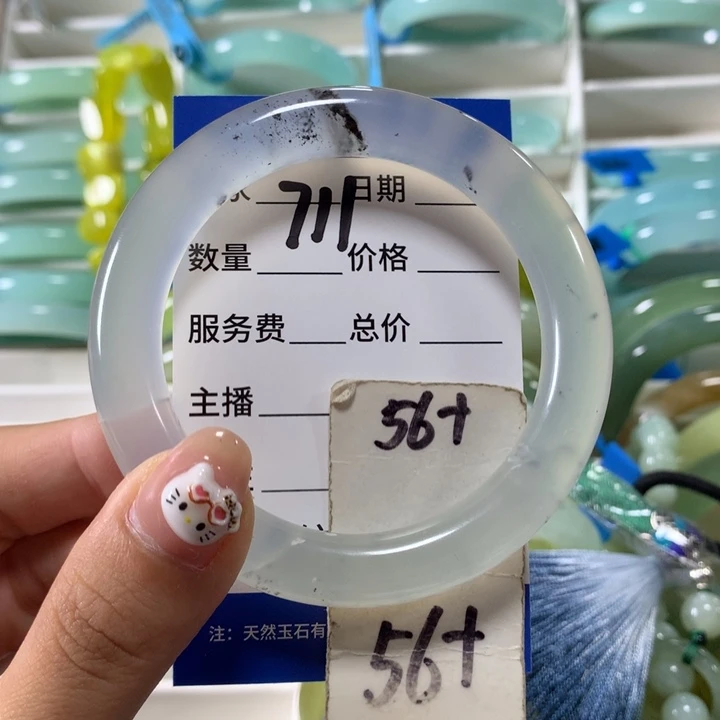 711
日期
数量 价格
服务费 总价
主播
56+
注：天然玉石有
56+